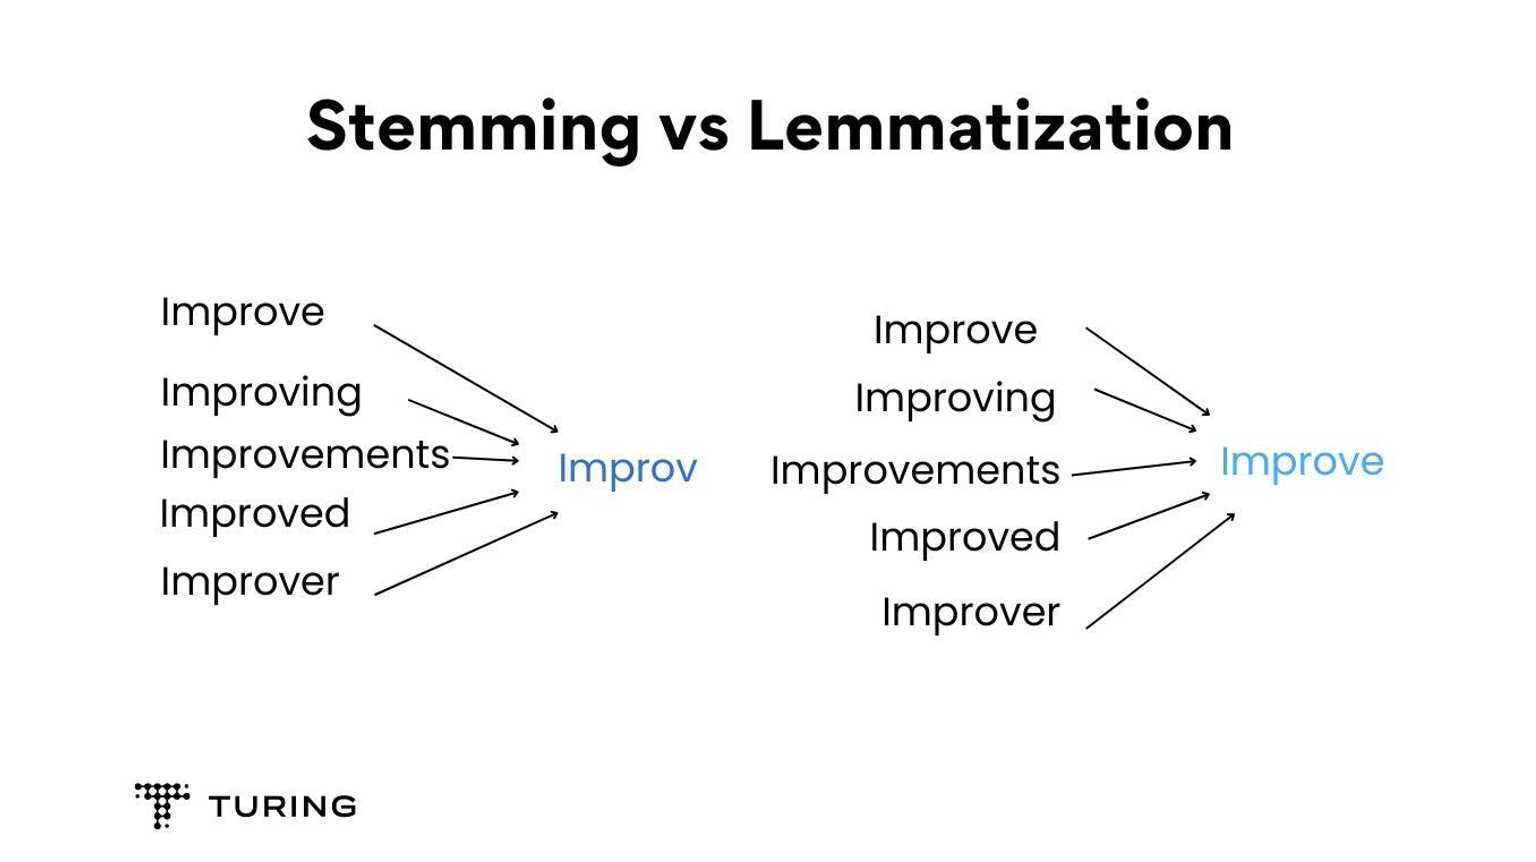 Stemming vs Lemmatization
Improve
Improving
Improvements
Improved
Improver
Improv
Improve
Improving
Improvements
Improved
Improver
Improve
TURING